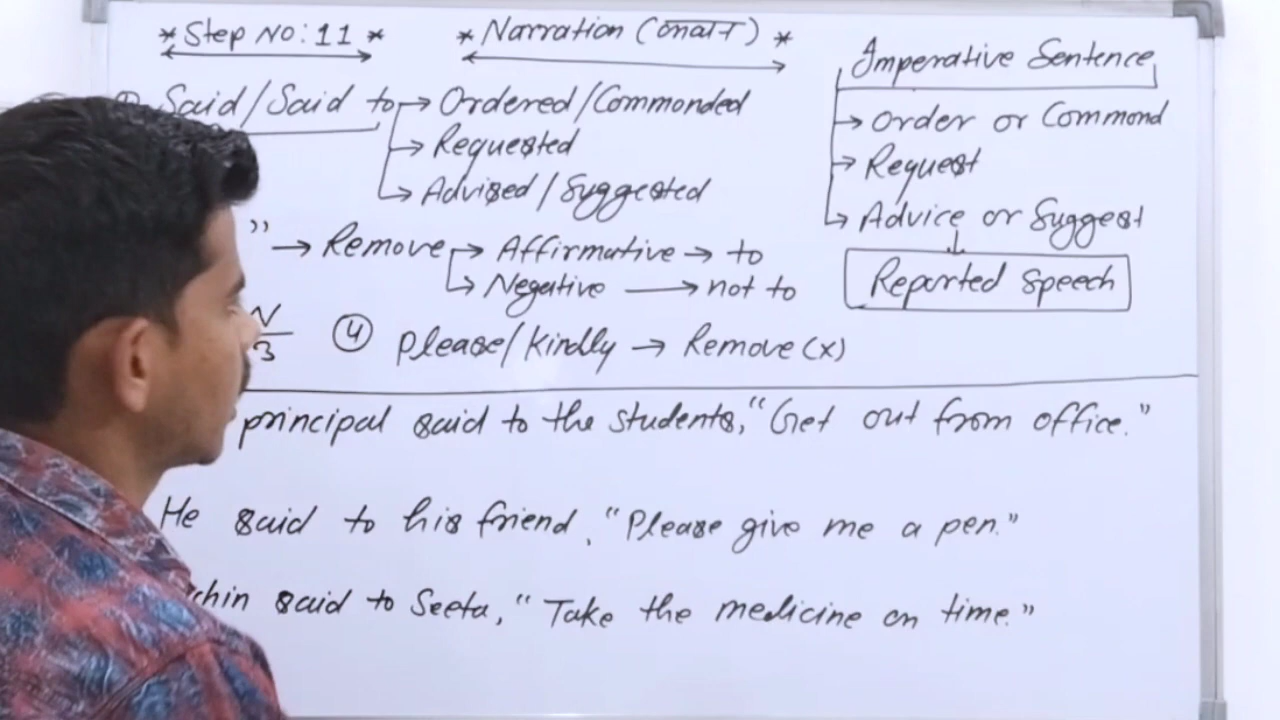 *Step No: 11* *Narration ( ) *
Imperative Sentence
Said/Said to → Ordered/Commonded
→ Requested
→ Advised/Suggested
→ Order or Commond
→ Request
→ Advice or Suggest
↓
Reported Speech
” → Remove → Affirmative → to
→ Negative → not to
N
3
④ please/kindly → Remove (x)
principal said to the students, “Get out from office.”
He said to his friend, “Please give me a pen.”
chin said to Seeta, “Take the medicine on time.”